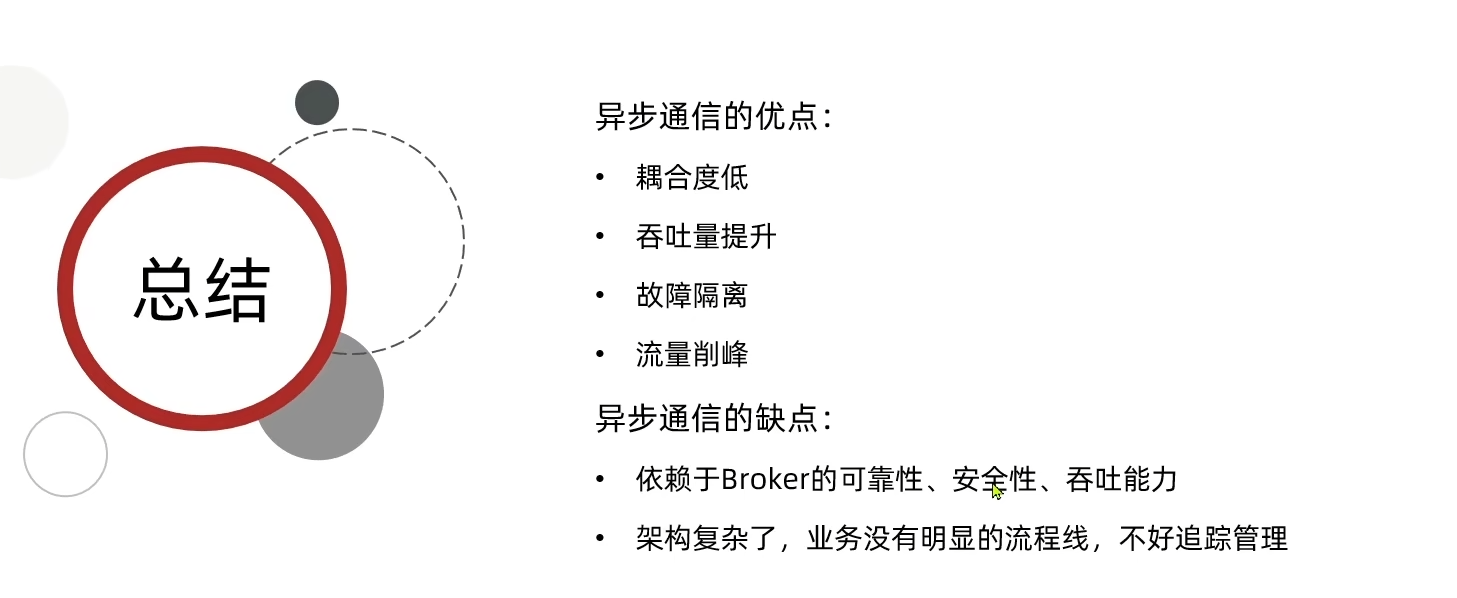 总结
异步通信的优点：
• 耦合度低
• 吞吐量提升
• 故障隔离
• 流量削峰
异步通信的缺点：
• 依赖于Broker的可靠性、安全性、吞吐能力
• 架构复杂了，业务没有明显的流程线，不好追踪管理